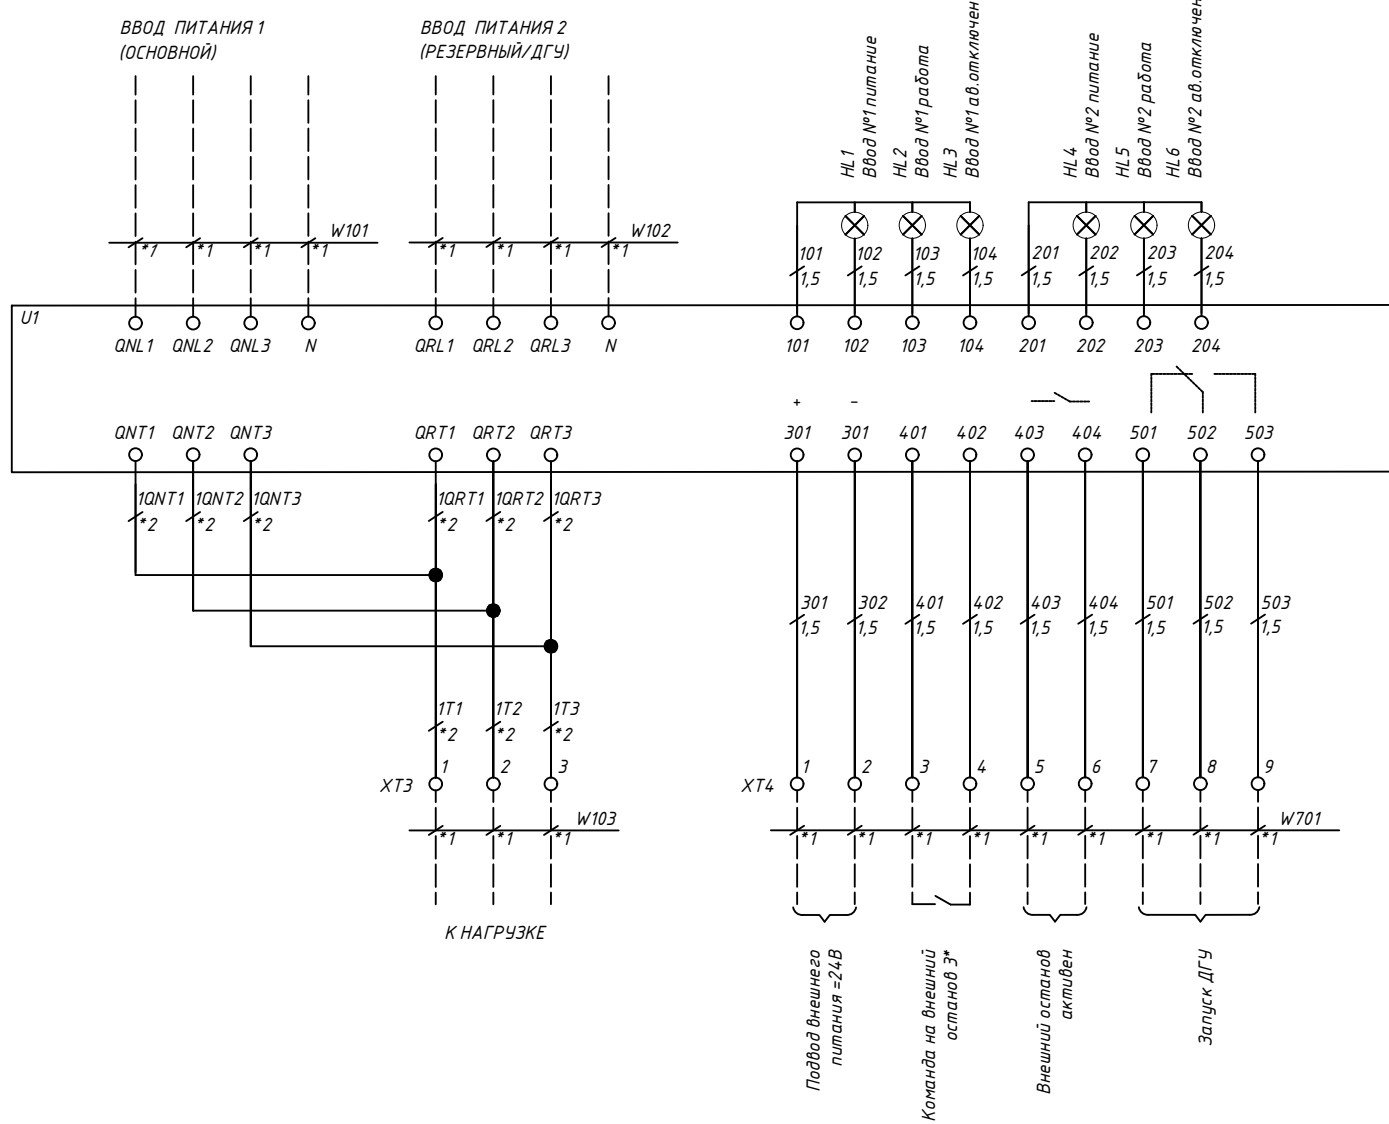 ВВОД ПИТАНИЯ 1
(ОСНОВНОЙ)
ВВОД ПИТАНИЯ 2
(РЕЗЕРВНЫЙ/ДГУ)
HL1
Ввод №1 питание
HL2
Ввод №1 работа
HL3
Ввод №1 ав.отключен
HL4
Ввод №2 питание
HL5
Ввод №2 работа
HL6
Ввод №2 ав.отключен
*1 *1 *1 *1 W101
*1 *1 *1 *1 W102
101 102 103 104 201 202 203 204
1,5 1,5 1,5 1,5 1,5 1,5 1,5 1,5
U1
QNL1 QNL2 QNL3 N QRL1 QRL2 QRL3 N 101 102 103 104 201 202 203 204
+ −
QNT1 QNT2 QNT3 QRT1 QRT2 QRT3 301 301 401 402 403 404 501 502 503
1QNT1 1QNT2 1QNT3 1QRT1 1QRT2 1QRT3
*2 *2 *2 *2 *2 *2
301 302 401 402 403 404 501 502 503
1,5 1,5 1,5 1,5 1,5 1,5 1,5 1,5 1,5
1T1 1T2 1T3
*2 *2 *2
XT3 1 2 3
XT4 1 2 3 4 5 6 7 8 9
*1 *1 *1 W103
*1 *1 *1 *1 *1 *1 *1 *1 *1 W701
К НАГРУЗКЕ
Подвод внешнего
питания =24В
Команда на внешний
останов 3*
Внешний останов
активен
Запуск ДГУ